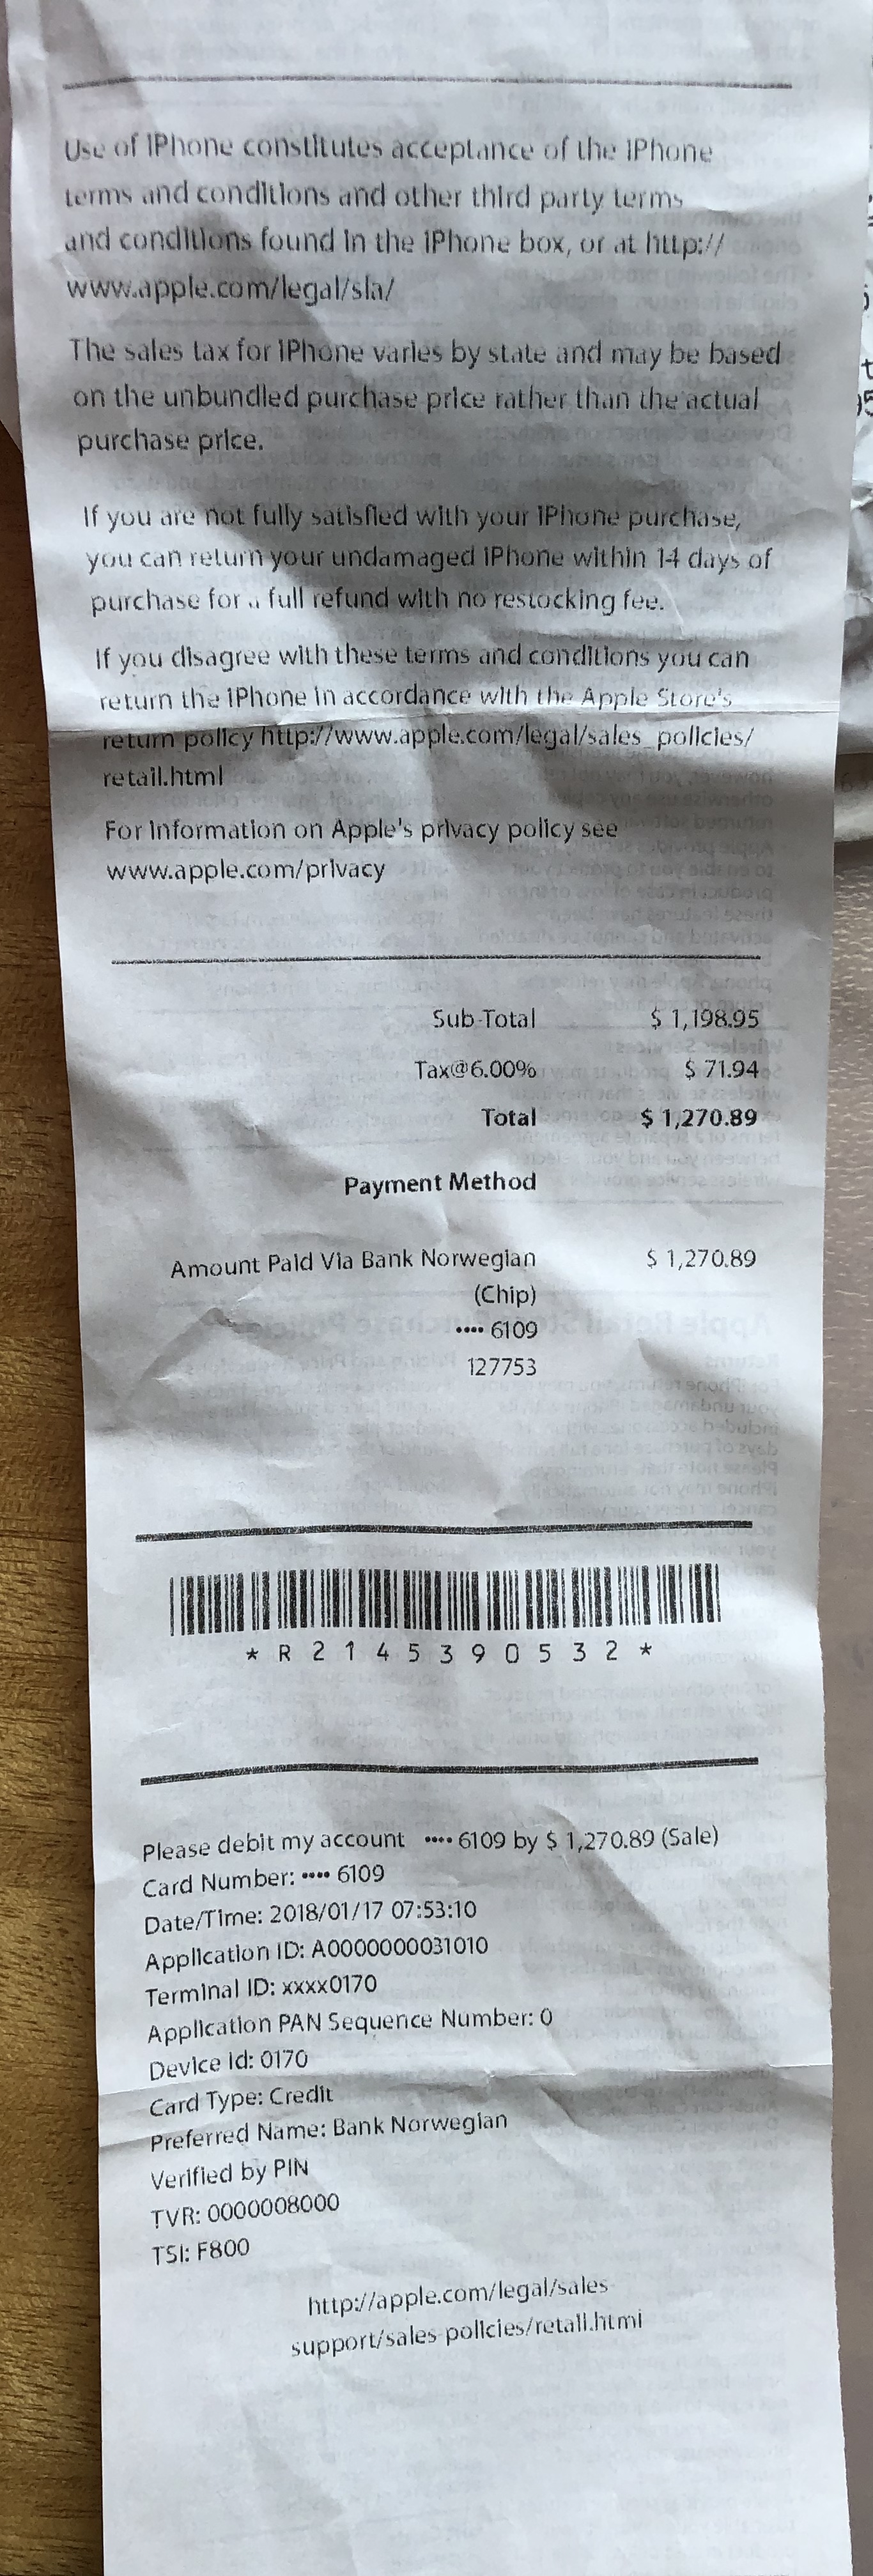 Use of iPhone constitutes acceptance of the iPhone
terms and conditions and other third party terms
and conditions found in the iPhone box, or at http://
www.apple.com/legal/sla/
The sales tax for iPhone varies by state and may be based
on the unbundled purchase price rather than the actual
purchase price.
If you are not fully satisfied with your iPhone purchase,
you can return your undamaged iPhone within 14 days of
purchase for a full refund with no restocking fee.
If you disagree with these terms and conditions you can
return the iPhone in accordance with the Apple Store's
return policy http://www.apple.com/legal/sales_policies/
retail.html
For information on Apple's privacy policy see
www.apple.com/privacy
Sub-Total $ 1,198.95
Tax@6.00% $ 71.94
Total $ 1,270.89
Payment Method
Amount Paid Via Bank Norwegian $ 1,270.89
(Chip)
•••• 6109
127753
* R 2 1 4 5 3 9 0 5 3 2 *
Please debit my account •••• 6109 by $ 1,270.89 (Sale)
Card Number: •••• 6109
Date/Time: 2018/01/17 07:53:10
Application ID: A0000000031010
Terminal ID: xxxx0170
Application PAN Sequence Number: 0
Device Id: 0170
Card Type: Credit
Preferred Name: Bank Norwegian
Verified by PIN
TVR: 0000008000
TSI: F800
http://apple.com/legal/sales-
support/sales-policies/retail.html